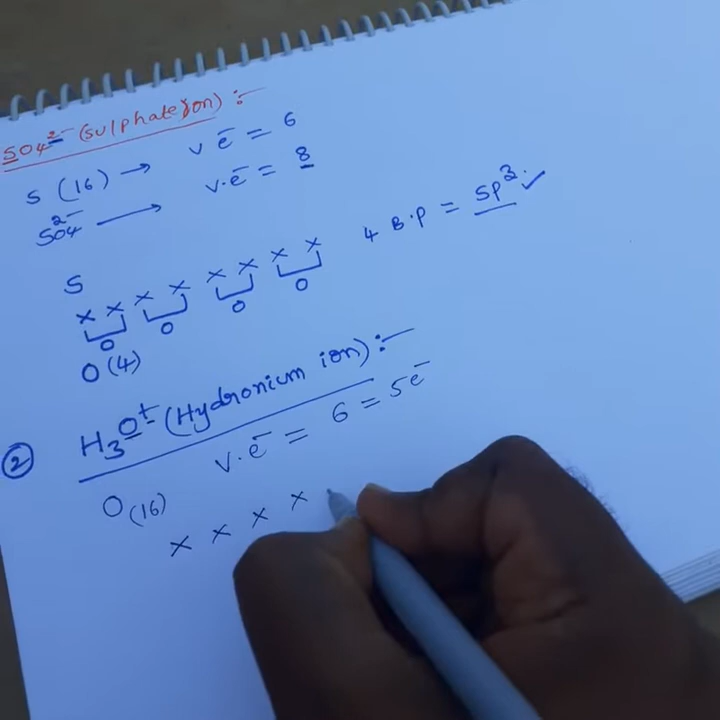 SO4²⁻ (sulphate ion) :-
S (16) → v e⁻ = 6
SO4²⁻ → v.e⁻ = 8
S
× × × × × × × × 4 B.P = SP³. ✓
O O O O
O (4)
② H3O⁺ (Hydronium ion) :-
v.e⁻ = 6 = 5e⁻
O (16)
× × × ×